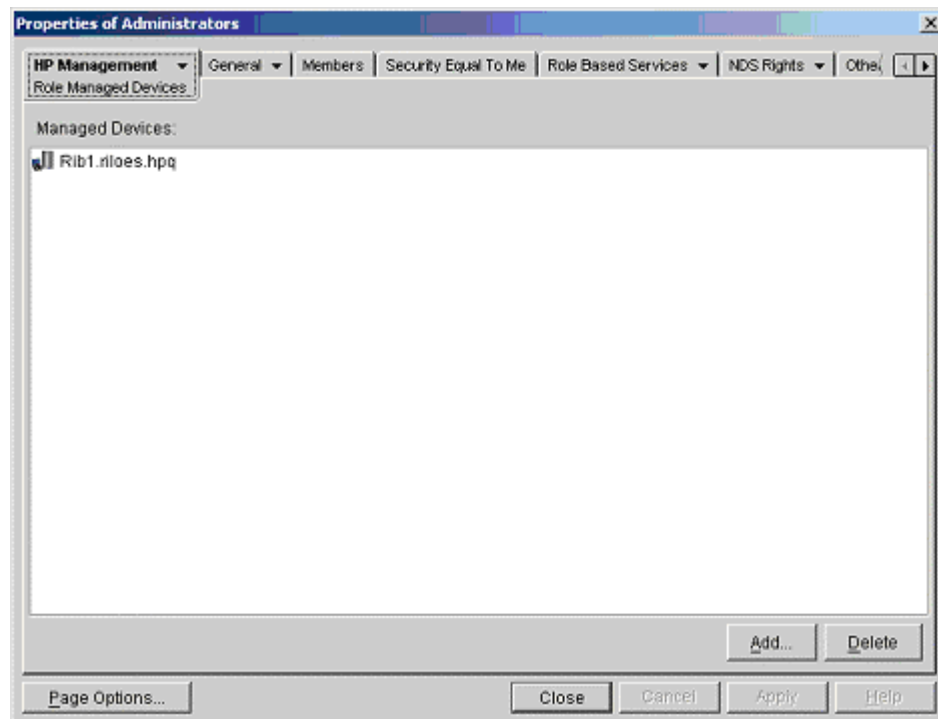 Properties of Administrators
HP Management General Members Security Equal To Me Role Based Services NDS Rights Other
Role Managed Devices
Managed Devices:
Rib1.riloes.hpq
Add... Delete
Page Options... Close Cancel Apply Help